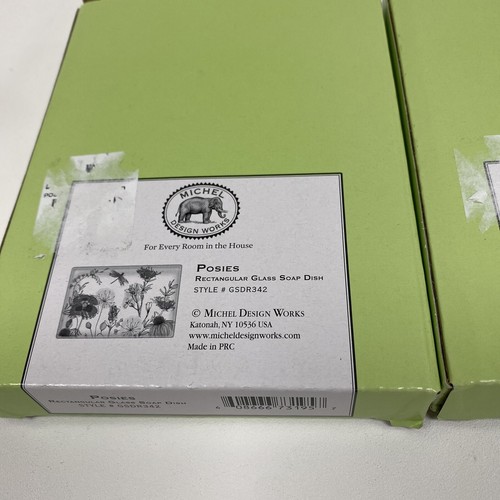 MICHEL
DESIGN WORKS
For Every Room in the House
POSIES
RECTANGULAR GLASS SOAP DISH
STYLE # GSDR342
© MICHEL DESIGN WORKS
Katonah, NY 10536 USA
www.micheldesignworks.com
Made in PRC
POSIES
RECTANGULAR GLASS SOAP DISH
STYLE # GSDR342